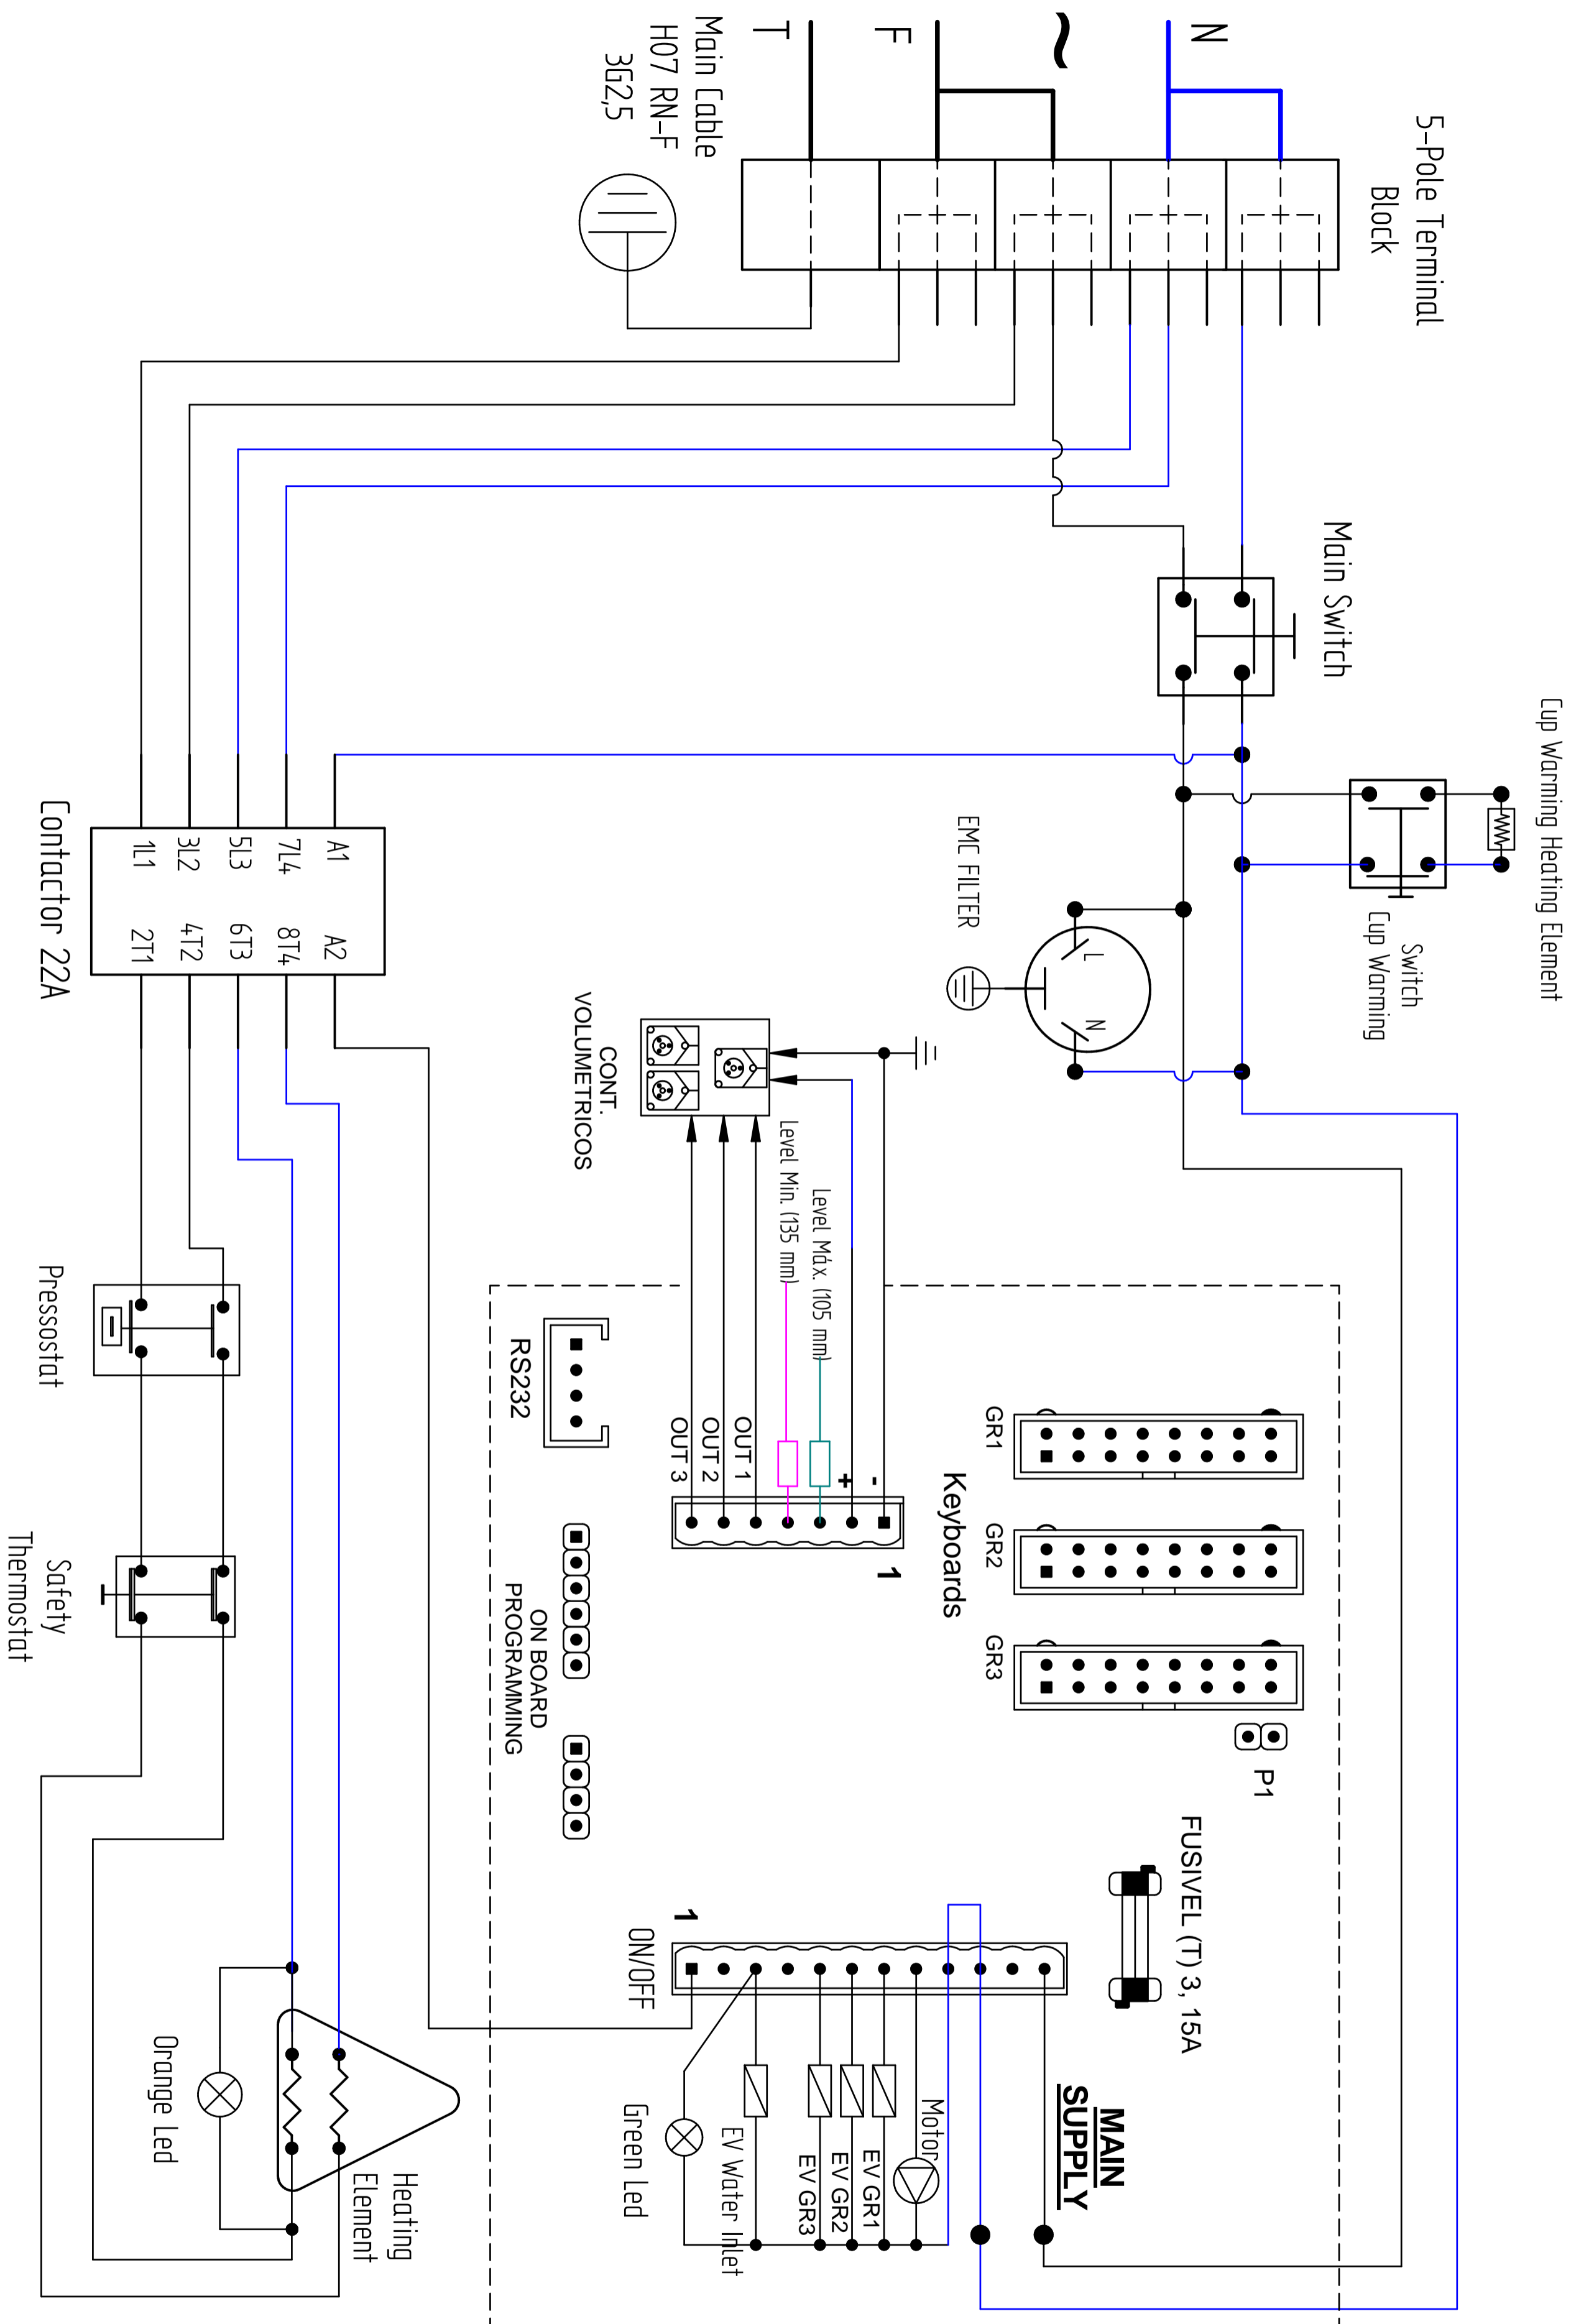 N
~
F
T
Main Cable
H07 RN-F
3G2,5
5-Pole Terminal
Block
Main Switch
Cup Warming Heating Element
Switch
Cup Warming
EMC FILTER
L
N
A1
7L4
5L3
3L2
1L1
A2
8T4
6T3
4T2
2T1
Contactor 22A
CONT.
VOLUMETRICOS
Level Min. (135 mm)
Level Máx. (105 mm)
Pressostat
Safety
Thermostat
RS232
OUT 3
OUT 2
OUT 1
+
-
1
Keyboards
GR1
GR2
GR3
P1
ON BOARD
PROGRAMMING
FUSIVEL (T) 3, 15A
1
ON/OFF
MAIN
SUPPLY
Motor
EV GR1
EV GR2
EV GR3
EV Water Inlet
Green Led
Heating
Element
Orange Led